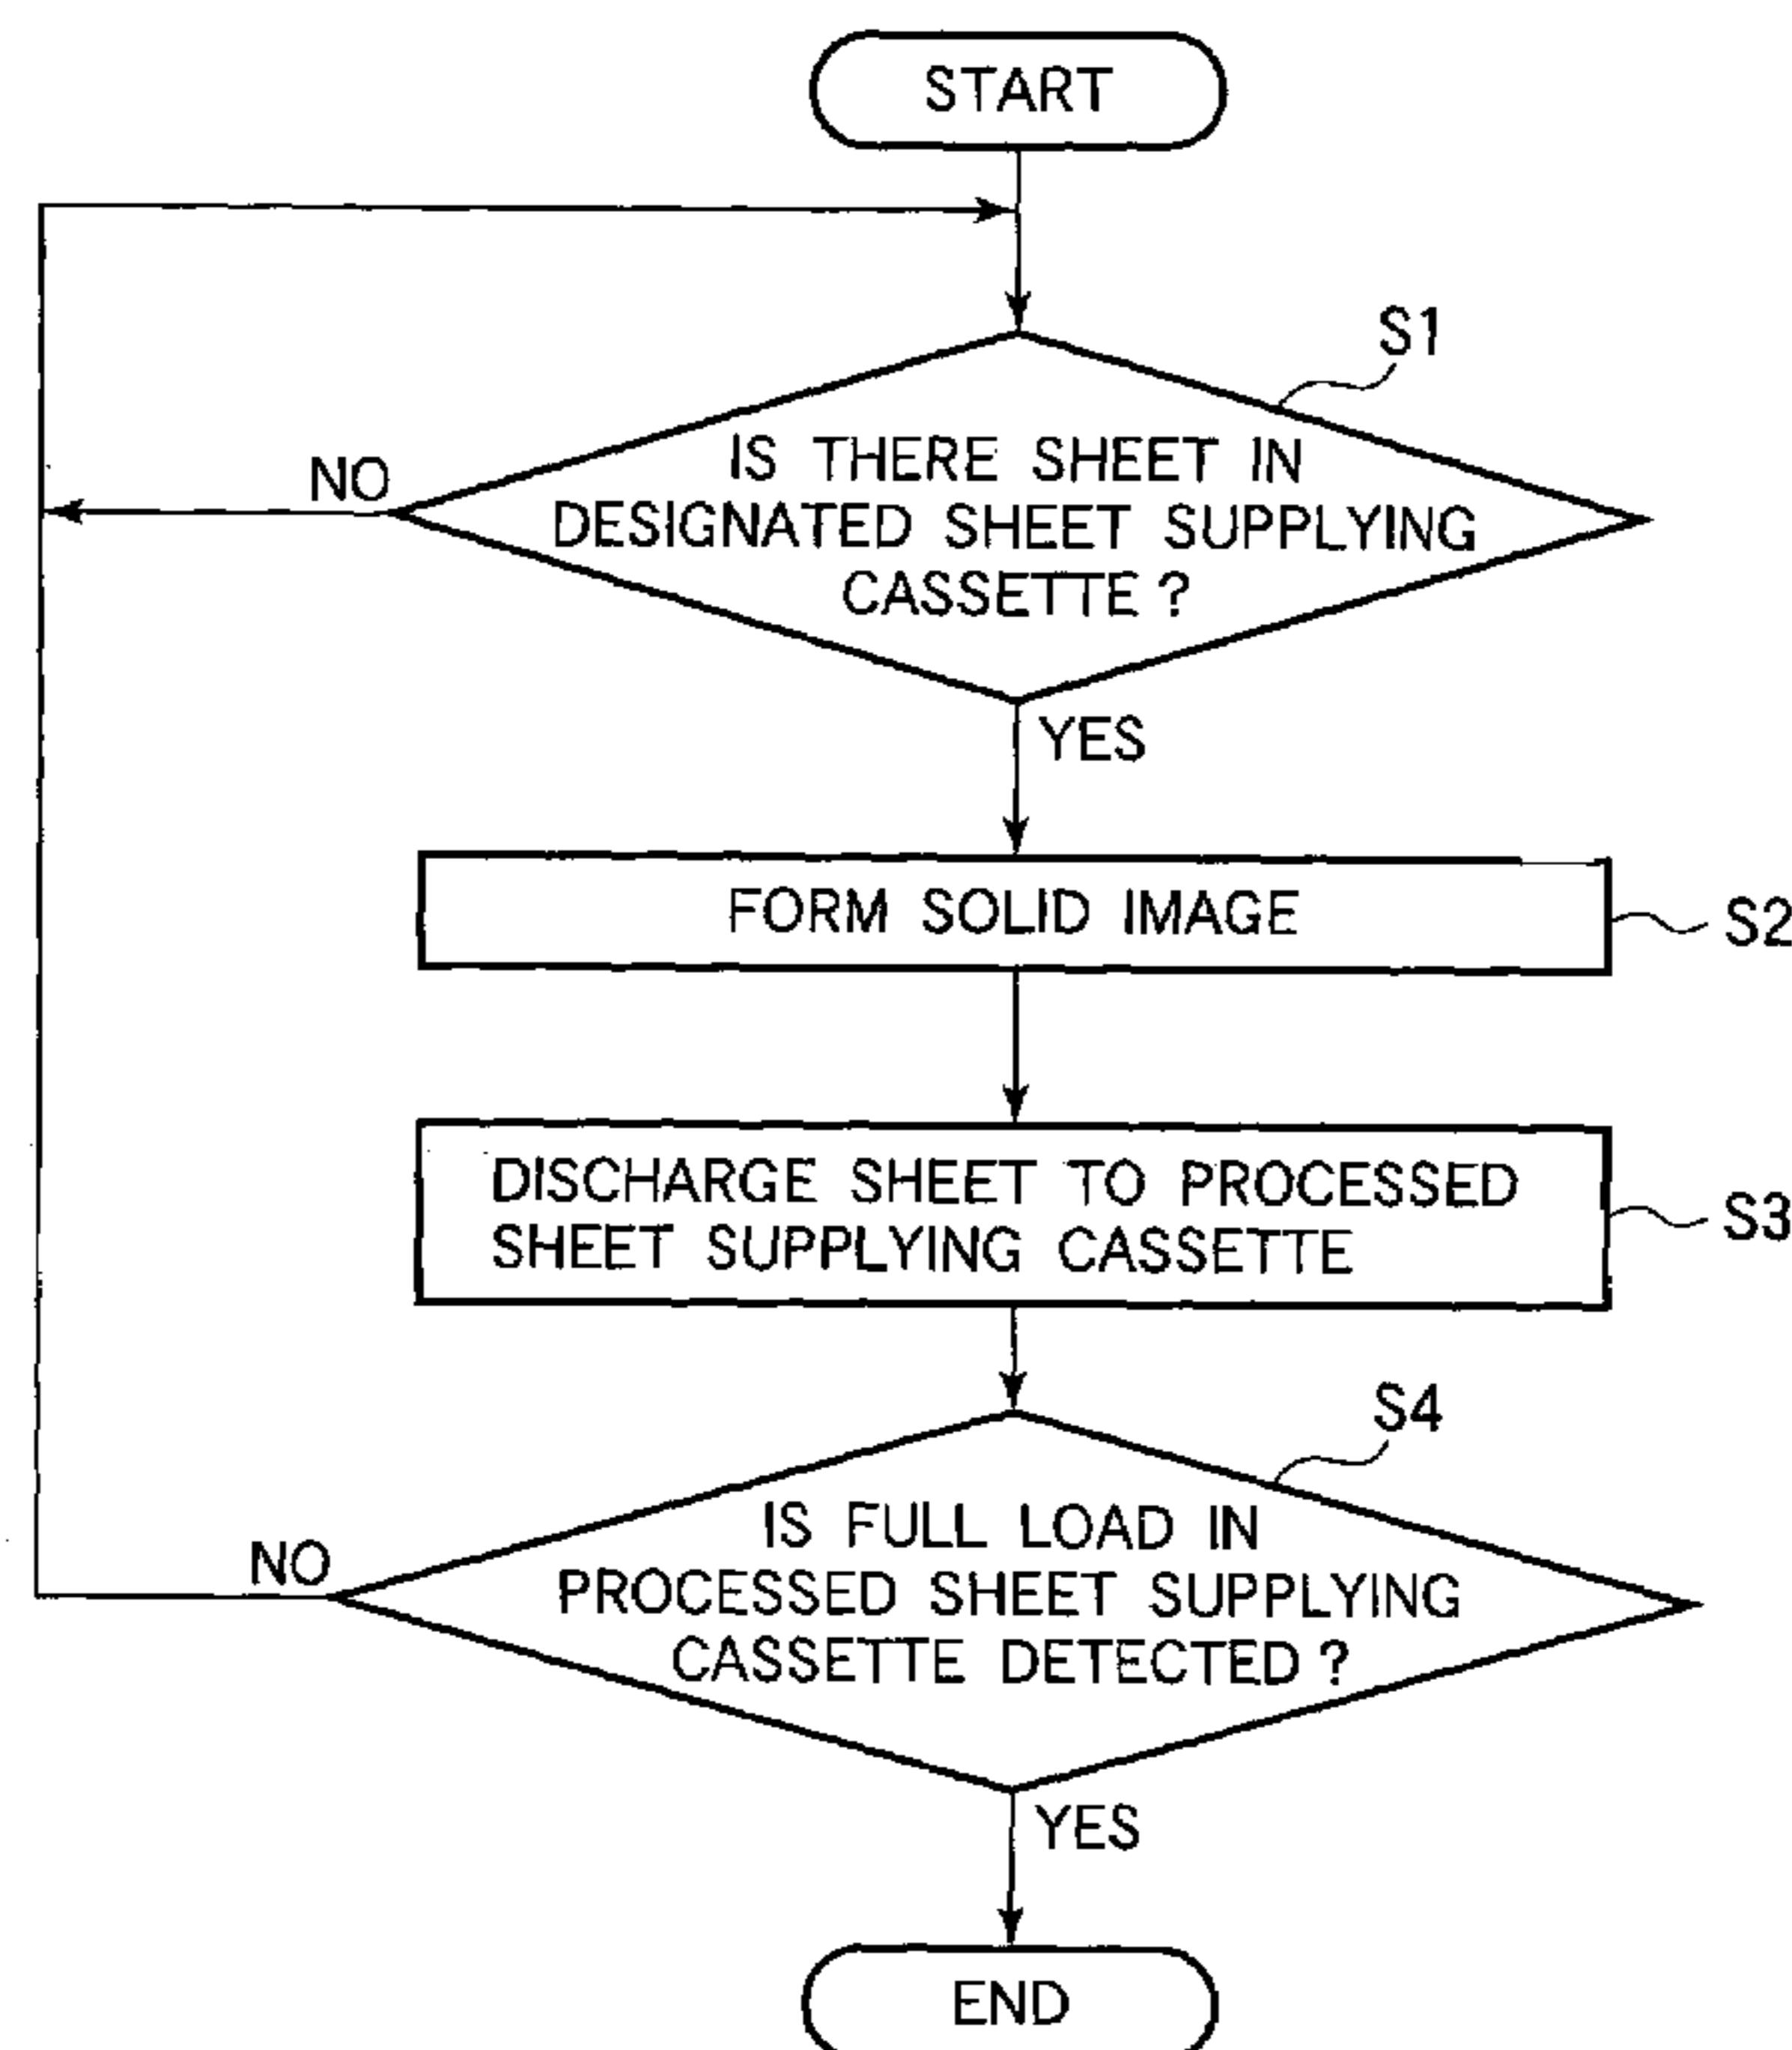 START
S1
IS THERE SHEET IN
DESIGNATED SHEET SUPPLYING
CASSETTE ?
NO
YES
FORM SOLID IMAGE
S2
DISCHARGE SHEET TO PROCESSED
SHEET SUPPLYING CASSETTE
S3
S4
IS FULL LOAD IN
PROCESSED SHEET SUPPLYING
CASSETTE DETECTED ?
NO
YES
END